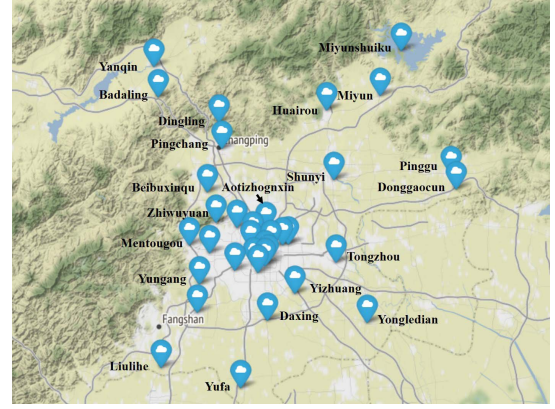 Miyunshuiku
Yanqin
Badaling
Miyun
Huairou
Dingling
Pingchang
hangping
Shunyi
Pinggu
Beibuxinqu
Aotizhognxin
Donggaocun
Zhiwuyuan
Mentougou
Tongzhou
Yungang
Yizhuang
Daxing
Fangshan
Yongledian
Liulihe
Yufa